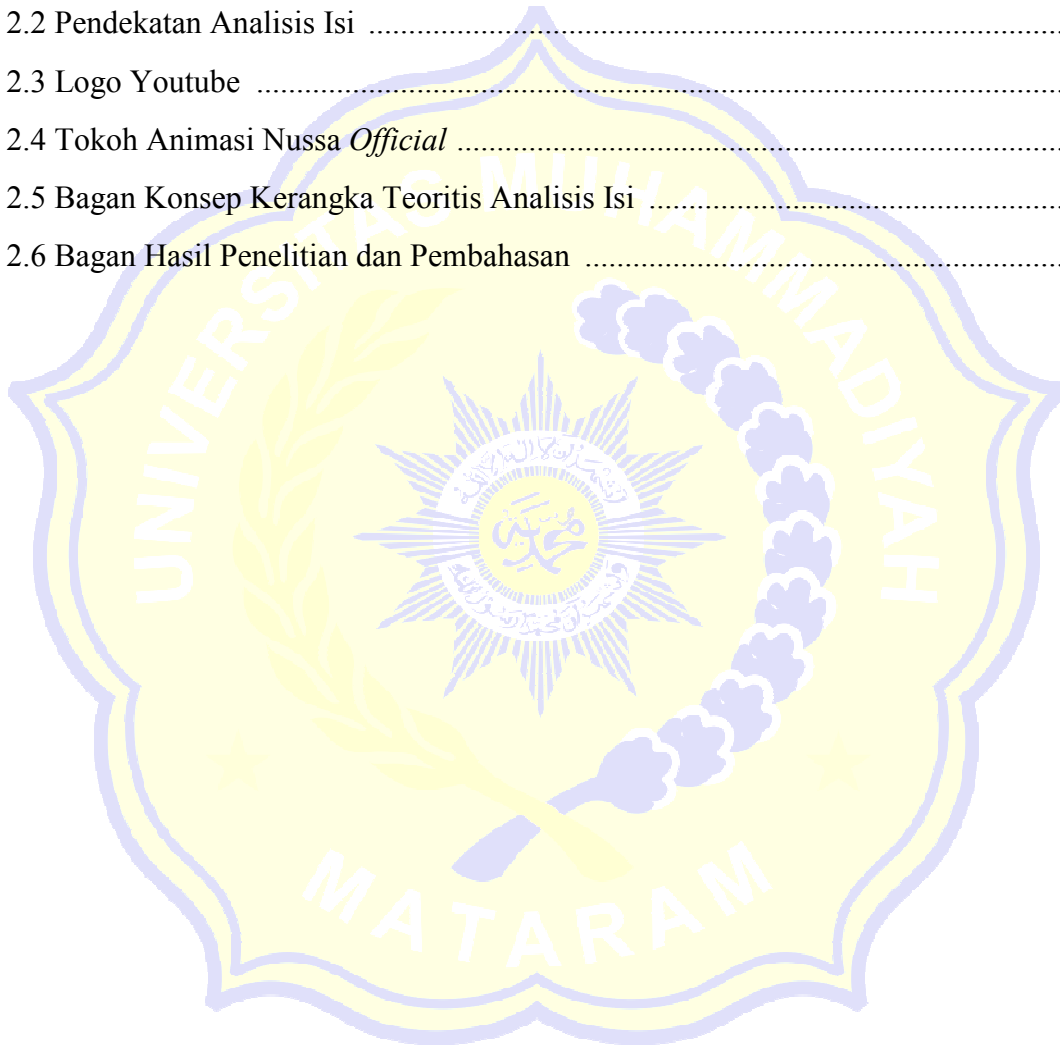 2.2 Pendekatan Analisis Isi ................................................................................
2.3 Logo Youtube ................................................................................
2.4 Tokoh Animasi Nussa Official ................................................................................
2.5 Bagan Konsep Kerangka Teoritis Analisis Isi ................................................................................
2.6 Bagan Hasil Penelitian dan Pembahasan ................................................................................
UNIVERSITAS MUHAMMADIYAH
MATARAM